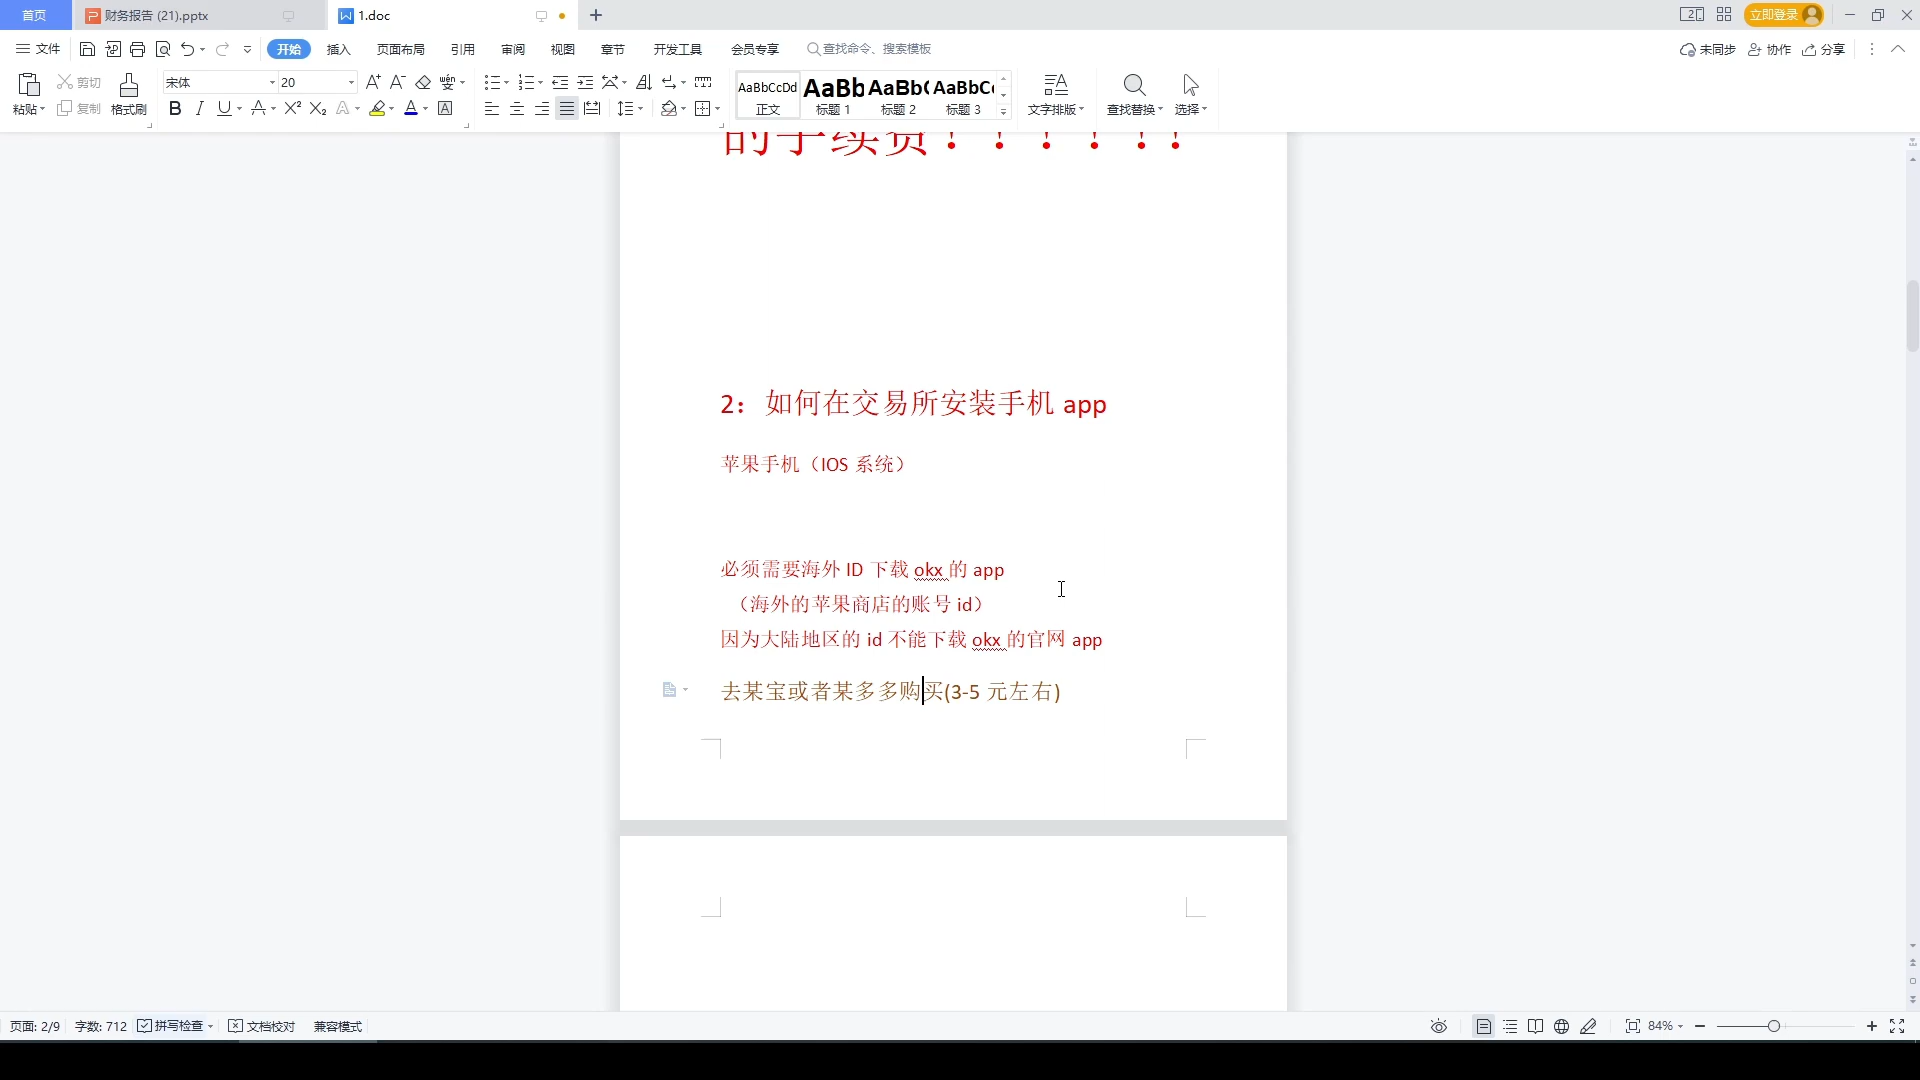 首页
财务报告 (21).pptx
1.doc
立即登录
文件
开始
插入
页面布局
引用
审阅
视图
章节
开发工具
会员专享
查找命令、搜索模板
未同步
协作
分享
粘贴
剪切
复制
格式刷
宋体
20
AaBbCcDd
正文
AaBb
标题 1
AaBb(
标题 2
AaBbC
标题 3
文字排版
查找替换
选择
的手续费！！！！！！
2：如何在交易所安装手机 app
苹果手机（IOS 系统）
必须需要海外 ID 下载 okx 的 app
（海外的苹果商店的账号 id）
因为大陆地区的 id 不能下载 okx 的官网 app
去某宝或者某多多购买(3-5 元左右)
页面: 2/9
字数: 712
拼写检查
文档校对
兼容模式
84%